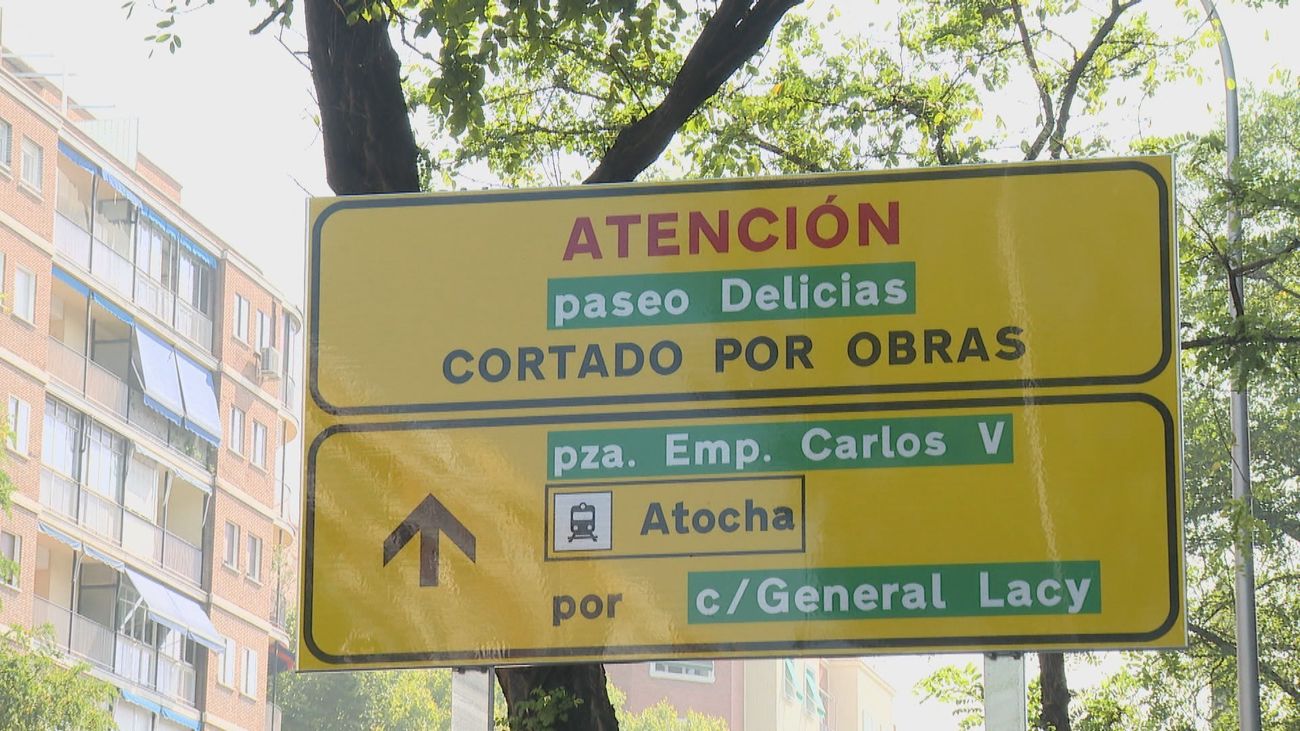 ATENCIÓN
paseo Delicias
CORTADO POR OBRAS
pza. Emp. Carlos V
Atocha
por c/General Lacy